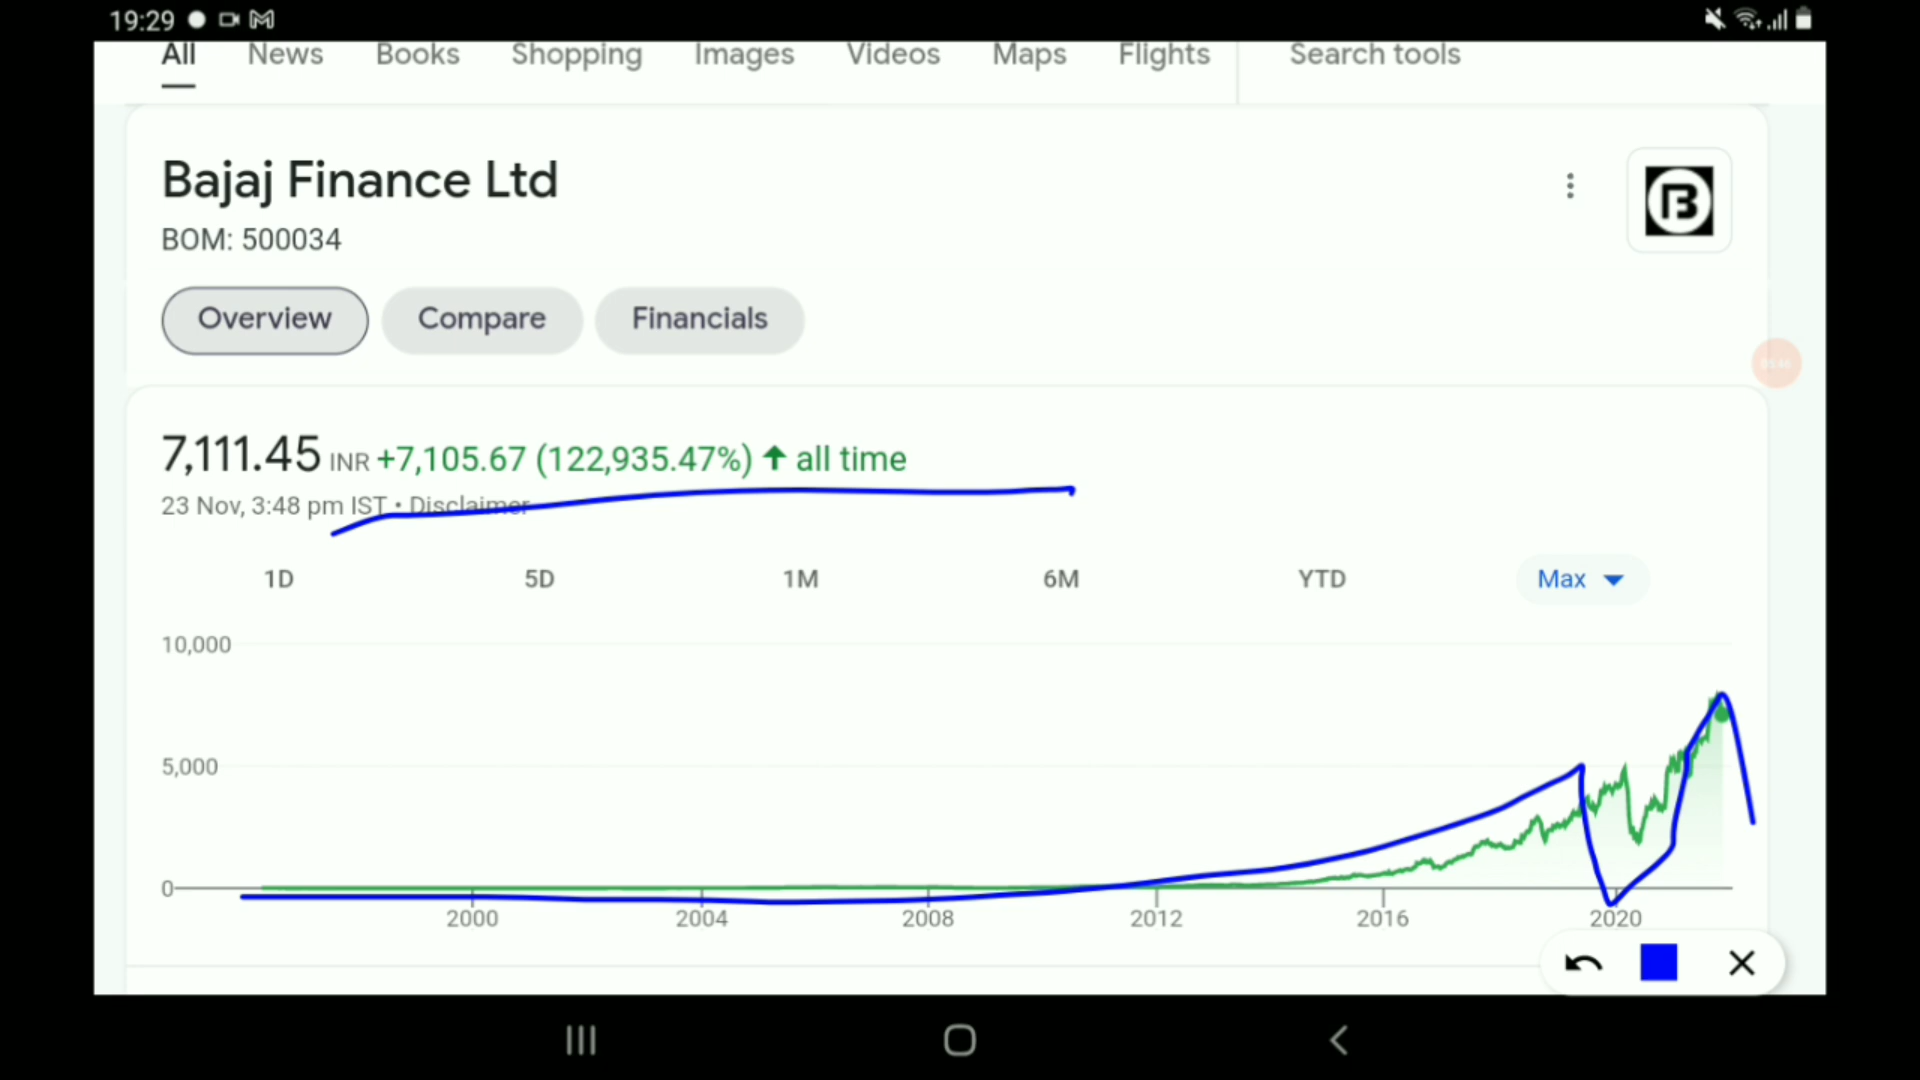 19:29
All News Books Shopping Images Videos Maps Flights Search tools
Bajaj Finance Ltd
BOM: 500034
B
Overview Compare Financials
7,111.45 INR +7,105.67 (122,935.47%) ↑ all time
23 Nov, 3:48 pm IST • Disclaimer
1D 5D 1M 6M YTD Max
10,000
5,000
0
2000 2004 2008 2012 2016 2020